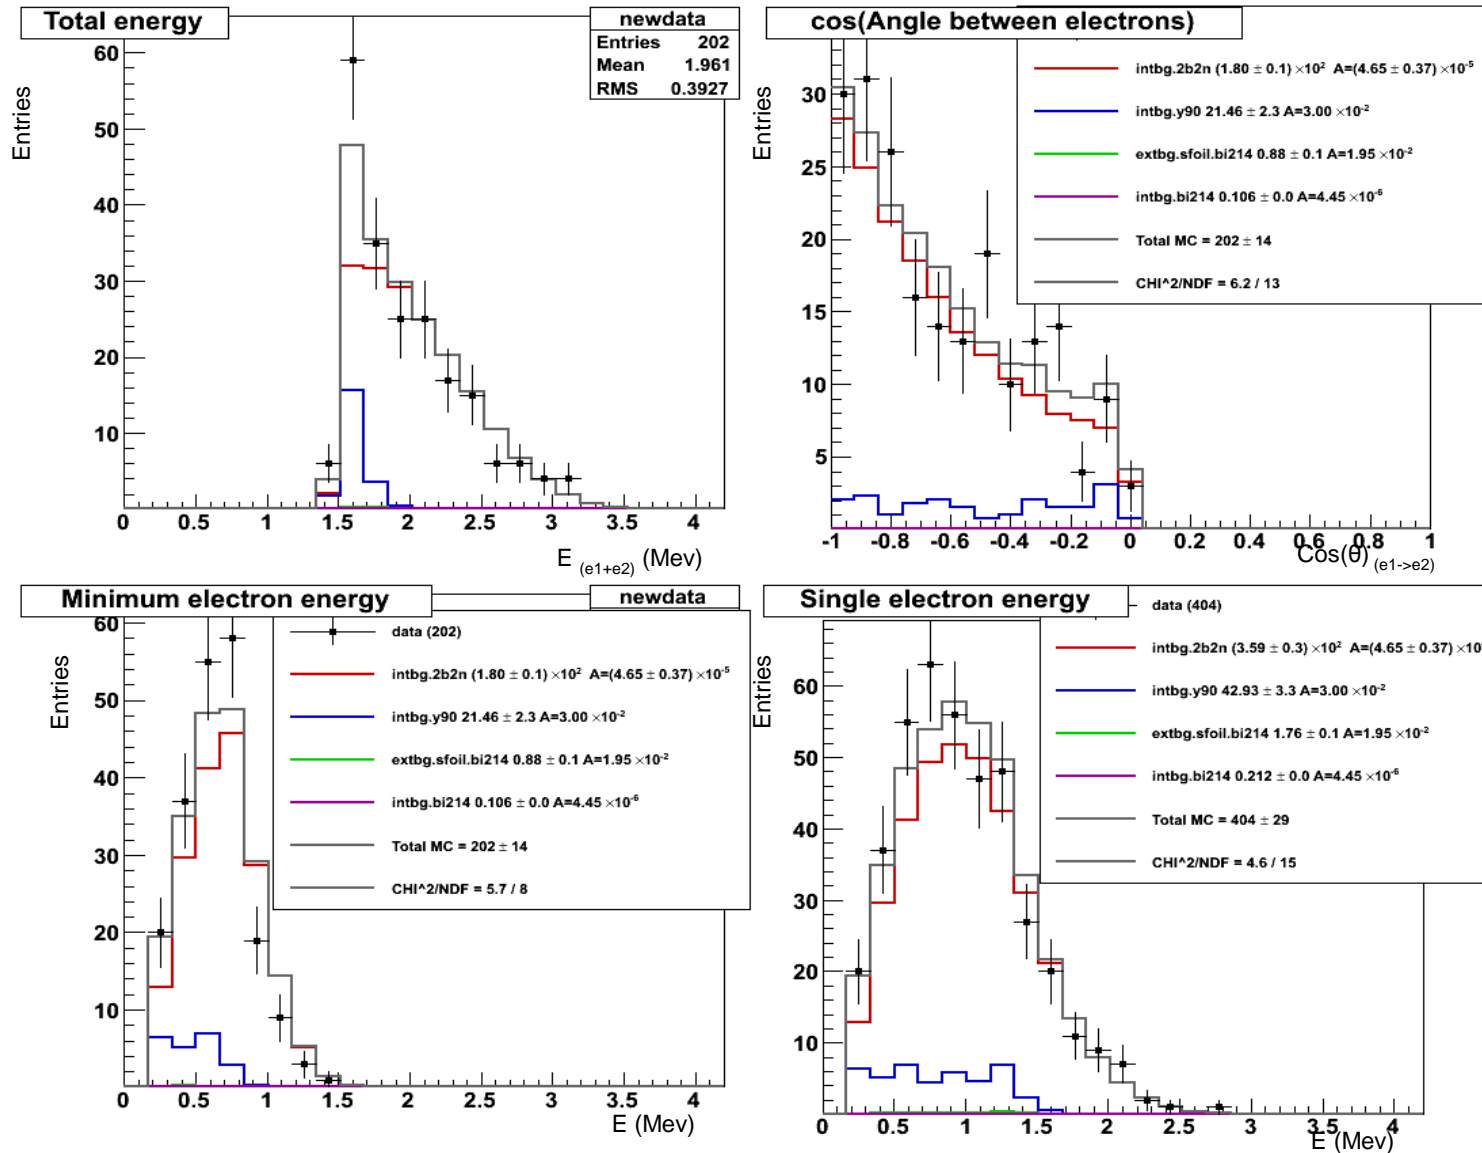 Total energy
newdata
Entries 202
Mean 1.961
RMS 0.3927
Entries
60
50
40
30
20
10
0 0.5 1 1.5 2 2.5 3 3.5 4
E (e1+e2) (Mev)
cos(Angle between electrons)
intbg.2b2n (1.80 ± 0.1) ×10² A=(4.65 ± 0.37) ×10⁻⁵
intbg.y90 21.46 ± 2.3 A=3.00 ×10⁻²
extbg.sfoil.bi214 0.88 ± 0.1 A=1.95 ×10⁻²
intbg.bi214 0.106 ± 0.0 A=4.45 ×10⁻⁶
Total MC = 202 ± 14
CHI^2/NDF = 6.2 / 13
Entries
30
25
20
15
10
5
-1 -0.8 -0.6 -0.4 -0.2 0 0.2 0.4 0.6 0.8 1
Cos(θ) (e1->e2)
Minimum electron energy
newdata
data (202)
intbg.2b2n (1.80 ± 0.1) ×10² A=(4.65 ± 0.37) ×10⁻⁵
intbg.y90 21.46 ± 2.3 A=3.00 ×10⁻²
extbg.sfoil.bi214 0.88 ± 0.1 A=1.95 ×10⁻²
intbg.bi214 0.106 ± 0.0 A=4.45 ×10⁻⁶
Total MC = 202 ± 14
CHI^2/NDF = 5.7 / 8
Entries
60
50
40
30
20
10
0 0.5 1 1.5 2 2.5 3 3.5 4
E (Mev)
Single electron energy
data (404)
intbg.2b2n (3.59 ± 0.3) ×10² A=(4.65 ± 0.37) ×10
intbg.y90 42.93 ± 3.3 A=3.00 ×10⁻²
extbg.sfoil.bi214 1.76 ± 0.1 A=1.95 ×10⁻²
intbg.bi214 0.212 ± 0.0 A=4.45 ×10⁻⁶
Total MC = 404 ± 29
CHI^2/NDF = 4.6 / 15
Entries
60
50
40
30
20
10
0 0.5 1 1.5 2 2.5 3 3.5 4
E (Mev)